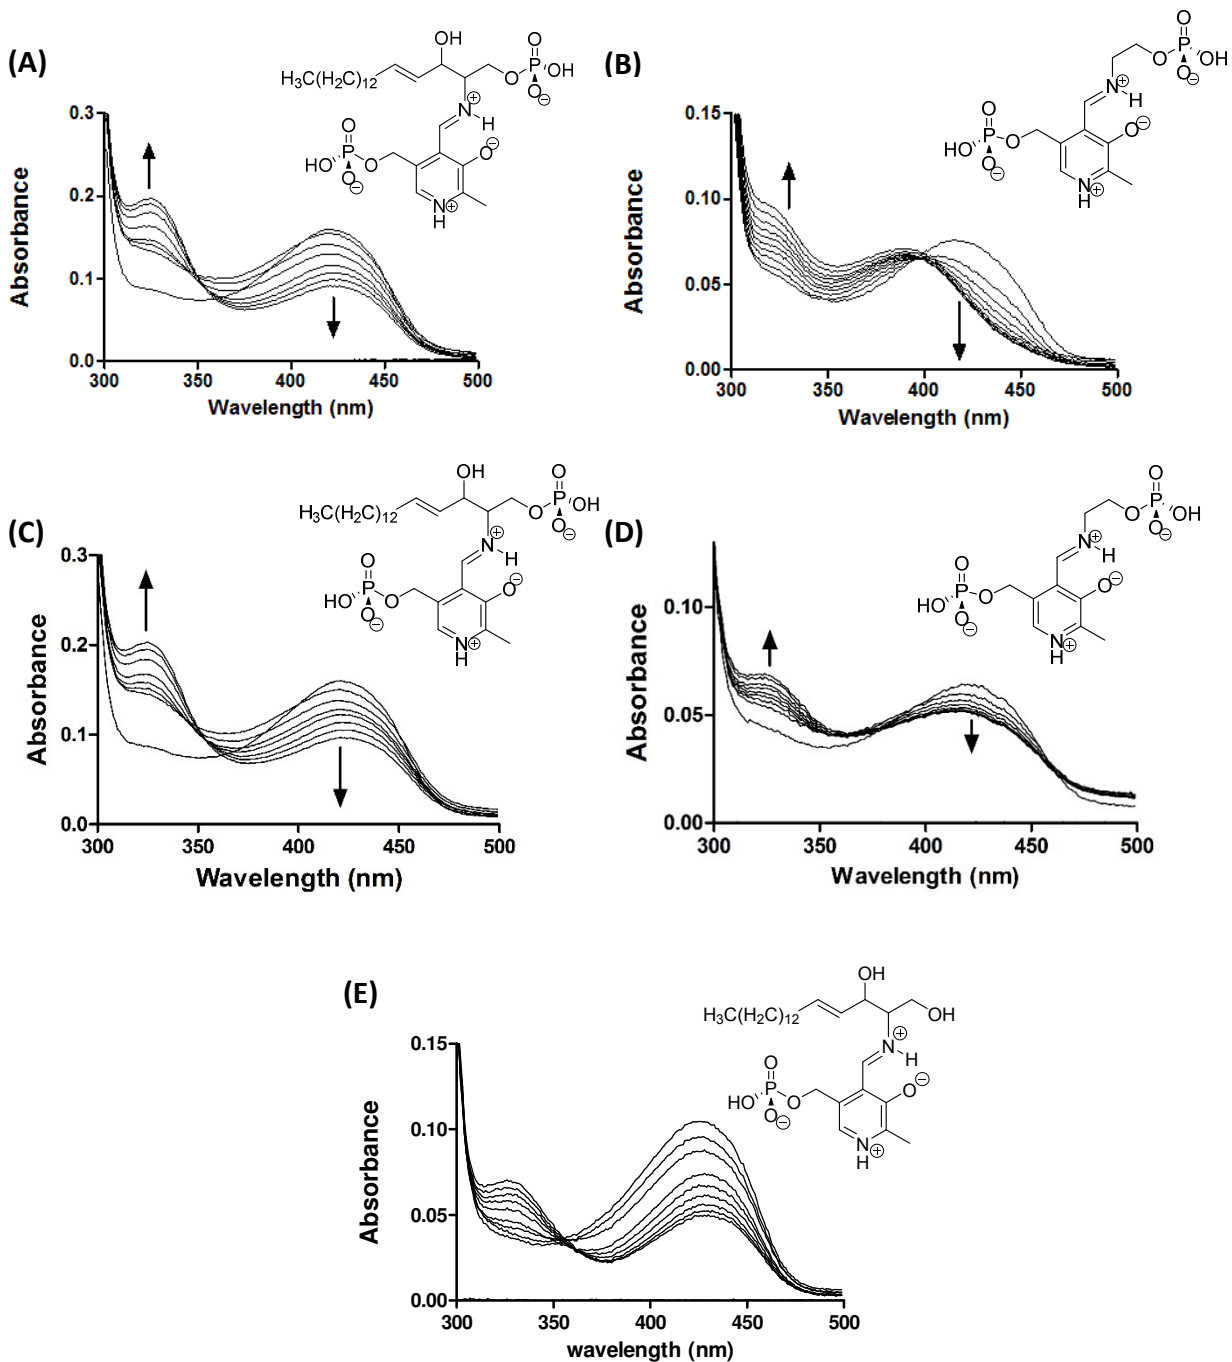 (A)
OH
H3C(H2C)12
O
O
P
OH
O⊖
N⊕
H
O
HO
P
O
O⊖
O⊖
N⊕
H
0.3
0.2
0.1
0.0
Absorbance
300
350
400
450
500
Wavelength (nm)
(B)
O
O
P
OH
O⊖
N⊕
H
O
HO
P
O
O⊖
O⊖
N⊕
H
0.15
0.10
0.05
0.00
Absorbance
300
350
400
450
500
Wavelength (nm)
(C)
OH
H3C(H2C)12
O
O
P
OH
O⊖
N⊕
H
O
HO
P
O
O⊖
O⊖
N⊕
H
0.3
0.2
0.1
0.0
Absorbance
300
350
400
450
500
Wavelength (nm)
(D)
O
O
P
OH
O⊖
N⊕
H
O
HO
P
O
O⊖
O⊖
N⊕
H
0.10
0.05
0.00
Absorbance
300
350
400
450
500
Wavelength (nm)
(E)
OH
H3C(H2C)12
OH
N⊕
H
O
HO
P
O
O⊖
O⊖
N⊕
H
0.15
0.10
0.05
0.00
Absorbance
300
350
400
450
500
wavelength (nm)